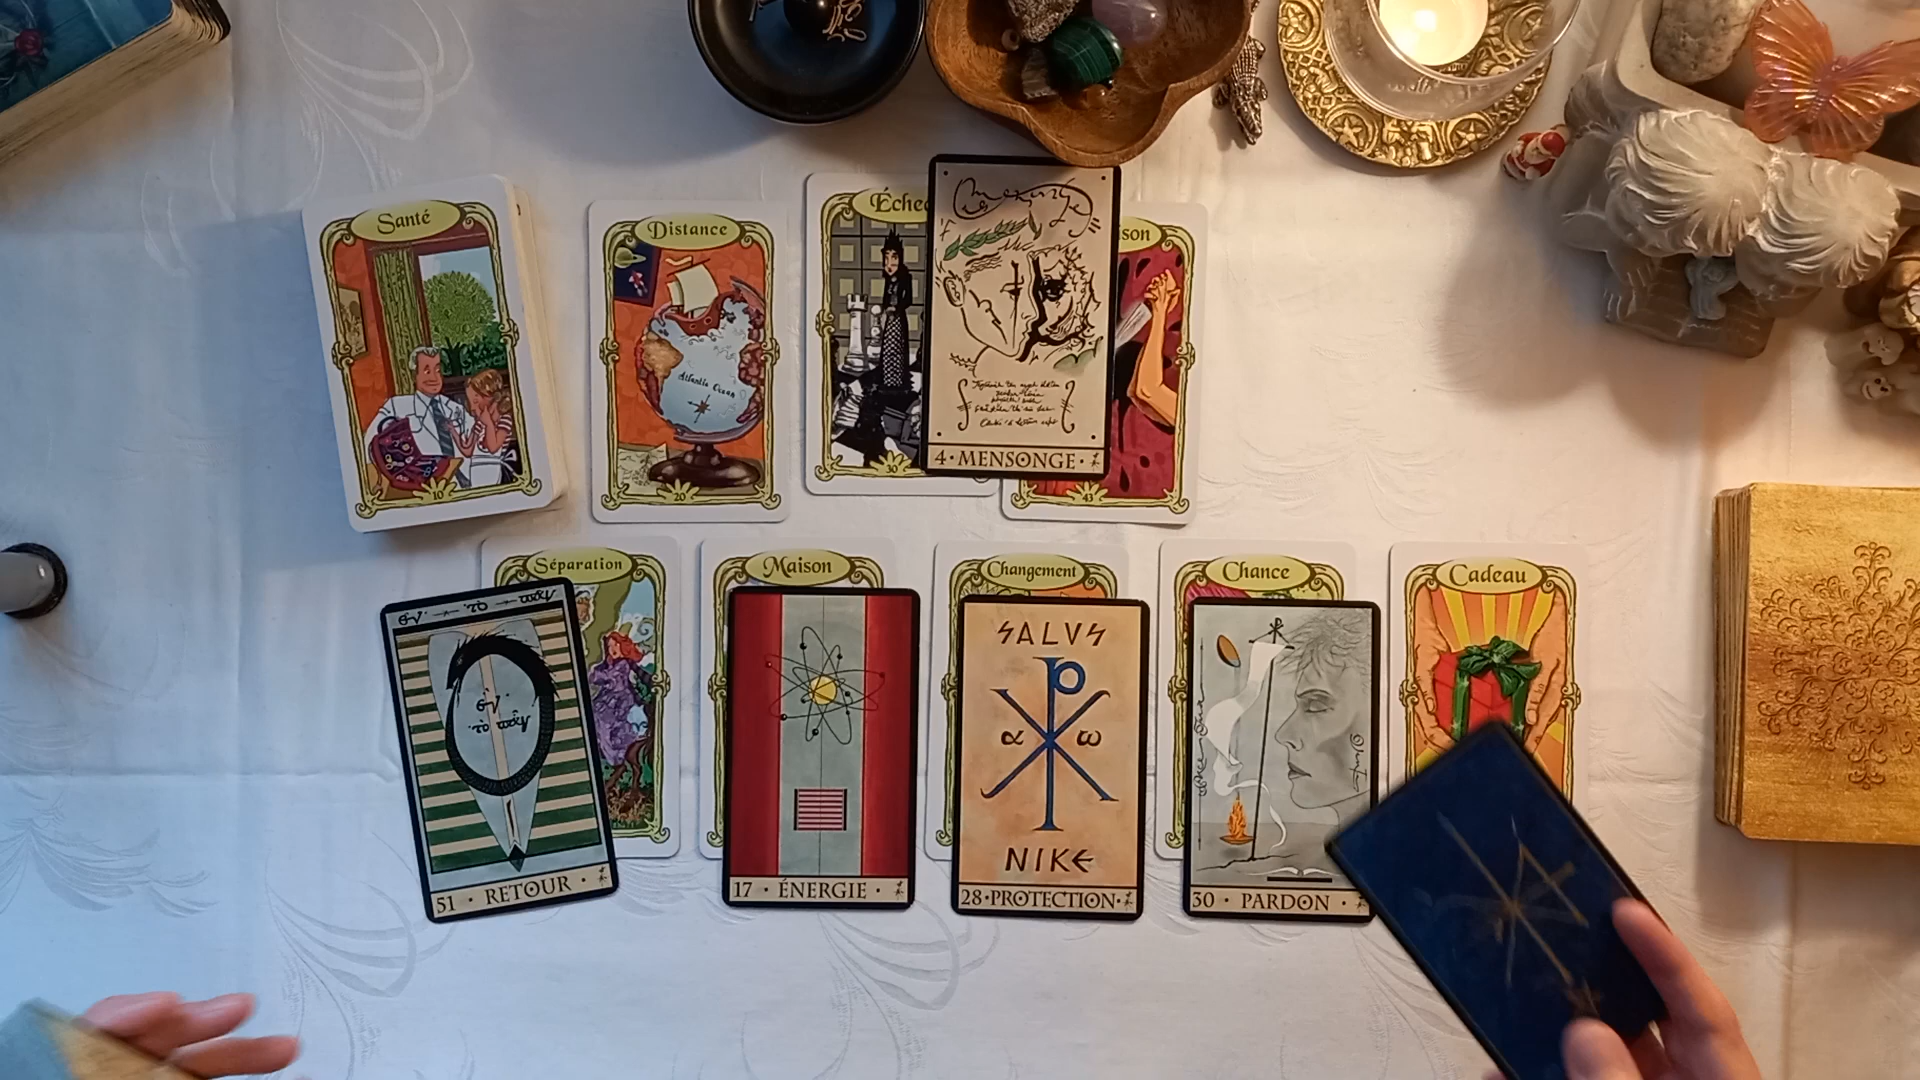 Santé
10
Distance
Atlantic Ocean
20
Échec
30
4 · MENSONGE ·
ison
43
Séparation
Maison
Changement
Chance
Cadeau
51 · RETOUR ·
17 · ÉNERGIE ·
SALVS
α ω
NIKE
28·PROTECTION·
30 · PARDON ·